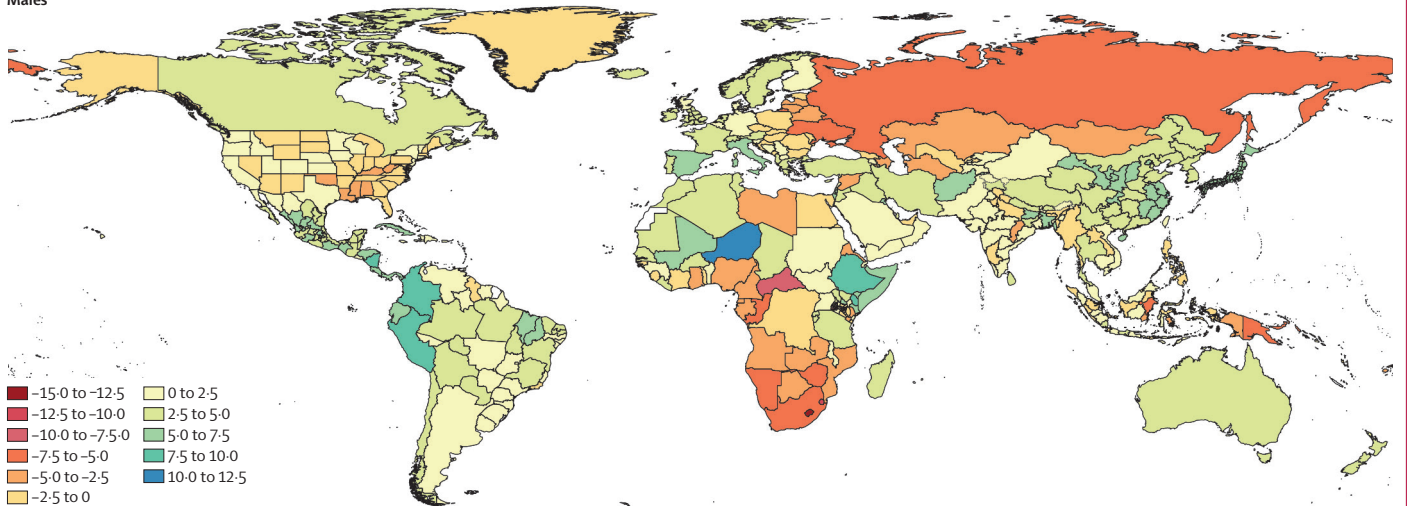 Males
−15·0 to −12·5
−12·5 to −10·0
−10·0 to −7·5·0
−7·5 to −5·0
−5·0 to −2·5
−2·5 to 0
0 to 2·5
2·5 to 5·0
5·0 to 7·5
7·5 to 10·0
10·0 to 12·5